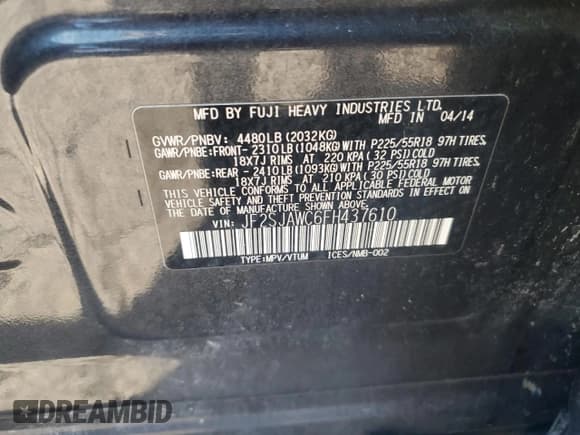 MFD BY FUJI HEAVY INDUSTRIES LTD.
MFD IN 04/14
GVWR/PNBV: 4480LB (2032KG)
GAWR/PNBE:FRONT-2310LB (1048KG) WITH P225/55R18 97H TIRES,
18X7J RIMS AT 220 KPA (32 PSI) COLD
GAWR/PNBE:REAR -2410LB (1093KG) WITH P225/55R18 97H TIRES,
18X7J RIMS AT 210 KPA (30 PSI) COLD
THIS VEHICLE CONFORMS TO ALL APPLICABLE FEDERAL MOTOR
VEHICLE SAFETY AND THEFT PREVENTION STANDARDS IN EFFECT ON
THE DATE OF MANUFACTURE SHOWN ABOVE.
VIN: JF2SJAWC6FH437610
TYPE:MPV/VTUM ICES/NMB-002
DREAMBID